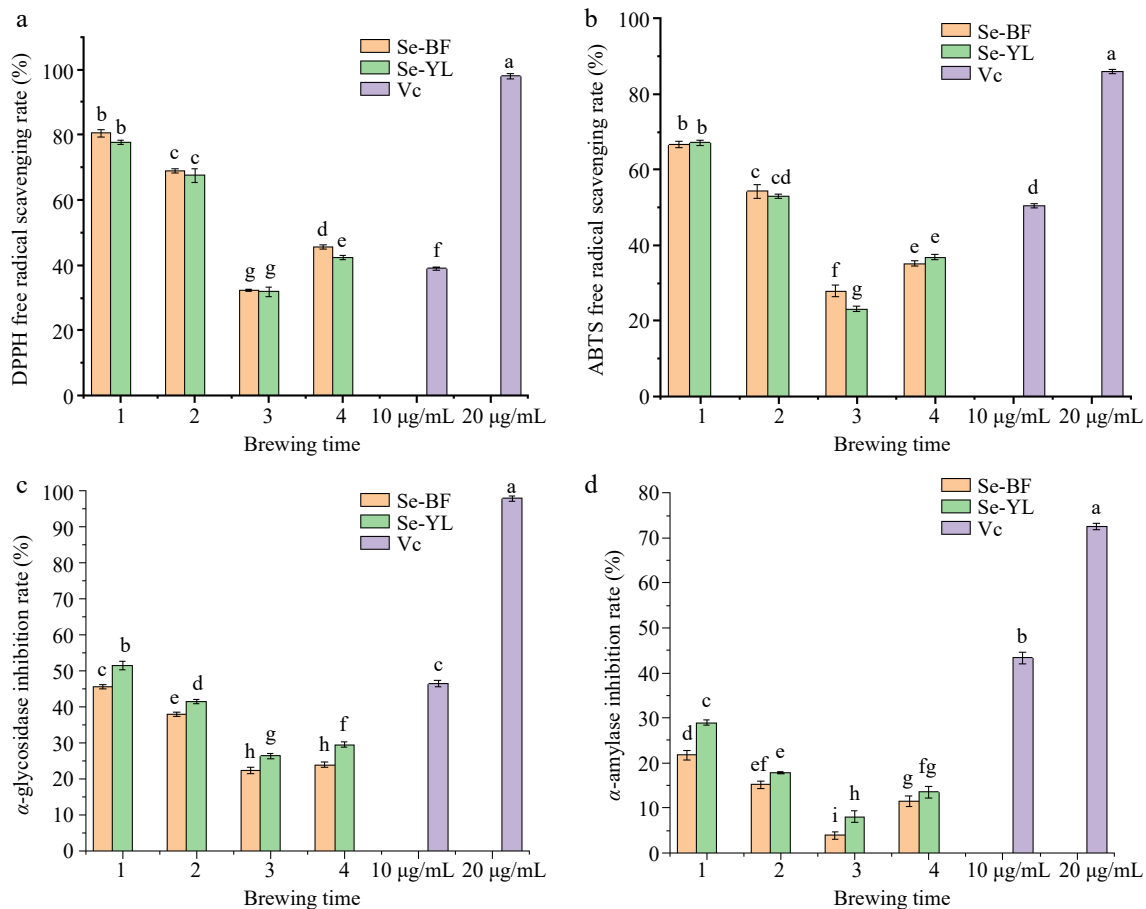 a
DPPH free radical scavenging rate (%)
100
80
60
40
20
0
Se-BF
Se-YL
Vc
b b c c g g d e f a
1 2 3 4 10 μg/mL 20 μg/mL
Brewing time
b
ABTS free radical scavenging rate (%)
100
80
60
40
20
0
Se-BF
Se-YL
Vc
b b c cd f g e e d a
1 2 3 4 10 μg/mL 20 μg/mL
Brewing time
c
α-glycosidase inhibition rate (%)
100
90
80
70
60
50
40
30
20
10
0
Se-BF
Se-YL
Vc
c b e d h g h f c a
1 2 3 4 10 μg/mL 20 μg/mL
Brewing time
d
α-amylase inhibition rate (%)
80
70
60
50
40
30
20
10
0
Se-BF
Se-YL
Vc
d c ef e i h g fg b a
1 2 3 4 10 μg/mL 20 μg/mL
Brewing time